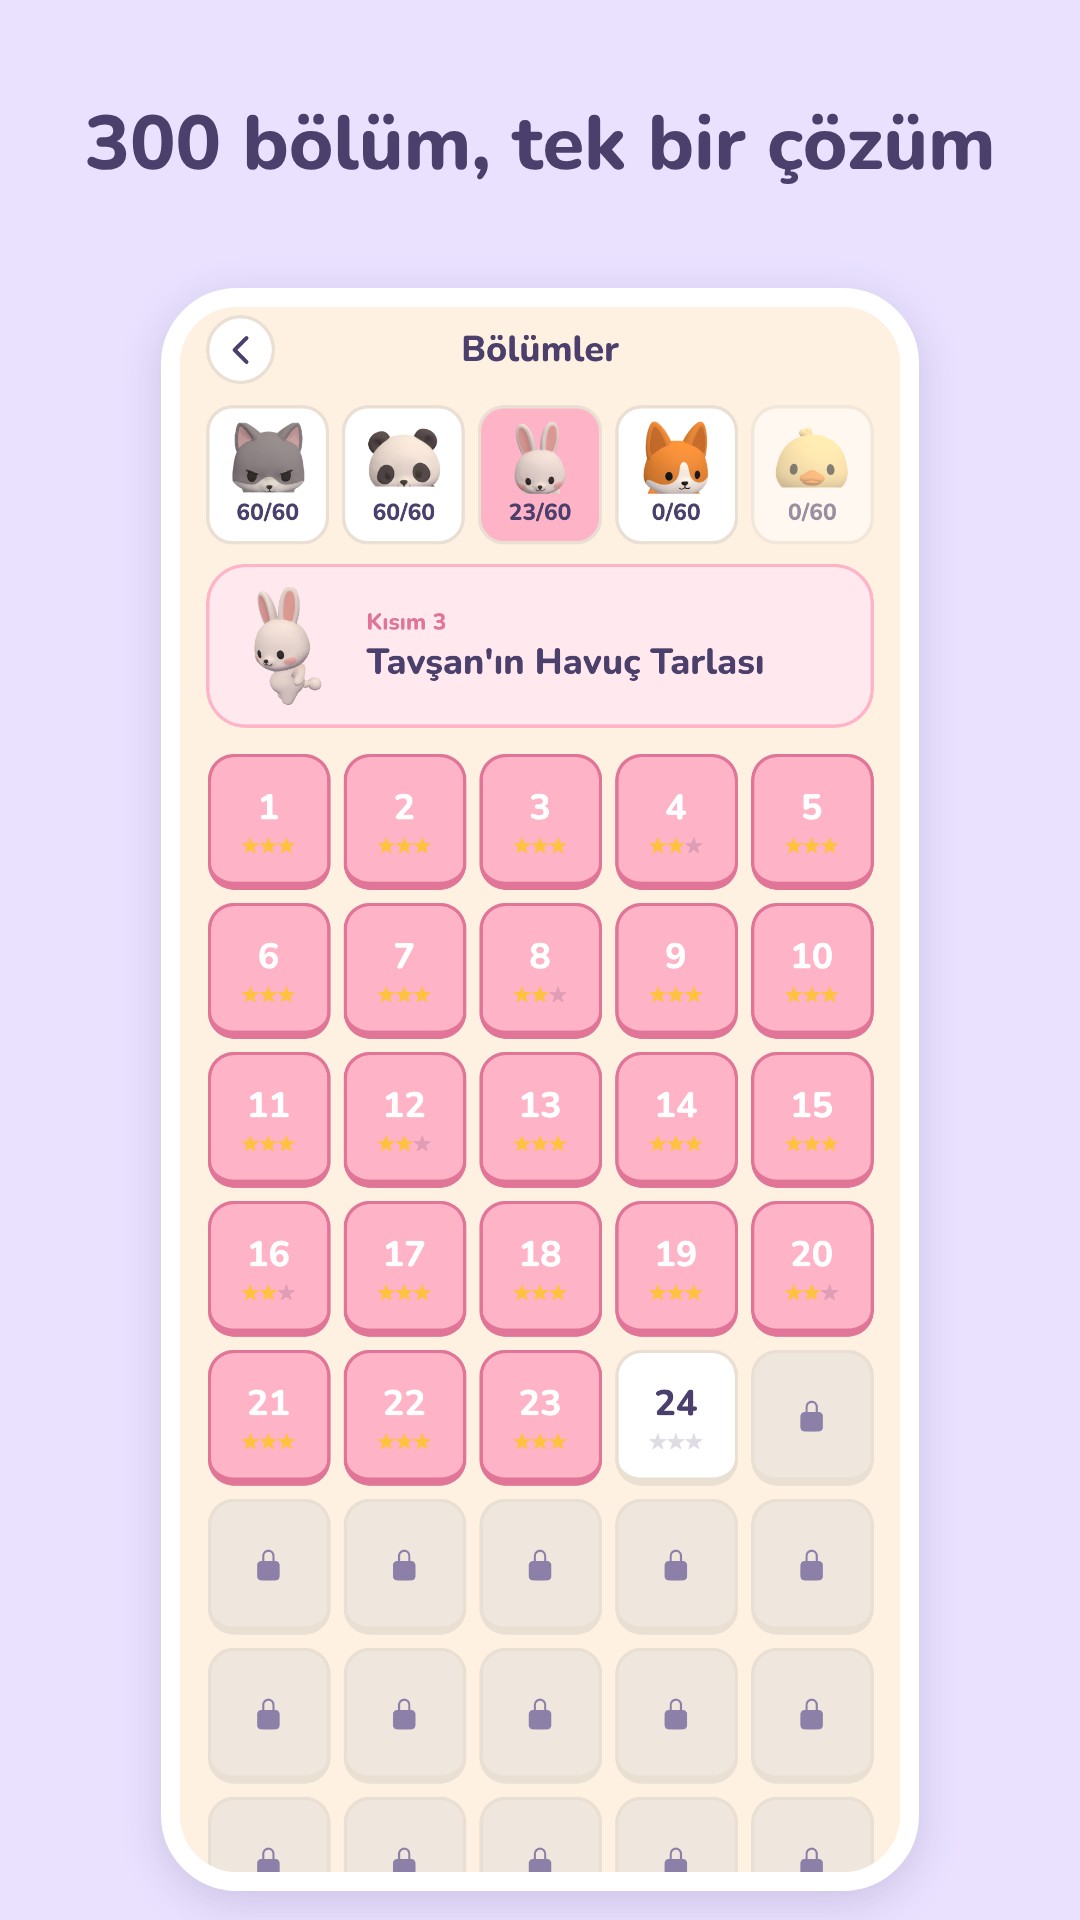 300 bölüm, tek bir çözüm
Bölümler
60/60 60/60 23/60 0/60 0/60
Kısım 3
Tavşan'ın Havuç Tarlası
1 2 3 4 5
6 7 8 9 10
11 12 13 14 15
16 17 18 19 20
21 22 23 24